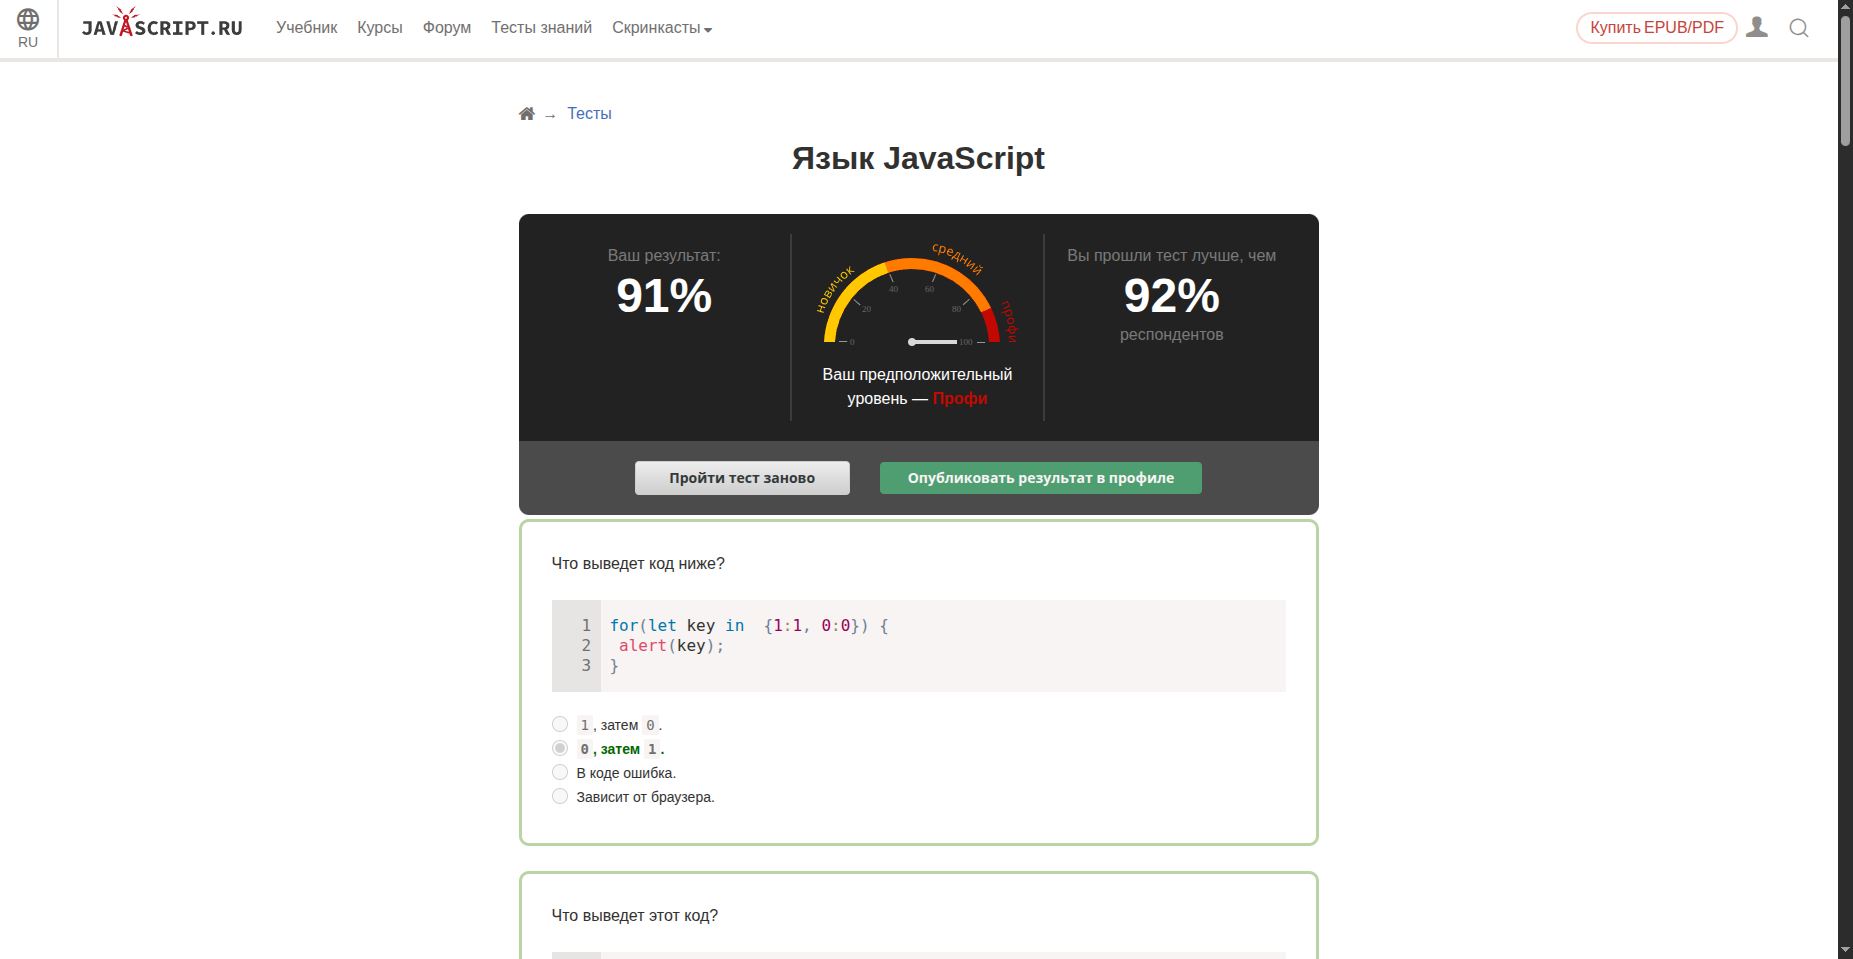 RU
JAVASCRIPT.RU
Учебник
Курсы
Форум
Тесты знаний
Скринкасты
Купить EPUB/PDF
→ Тесты
Язык JavaScript
Ваш результат:
91%
новичок
средний
профи
0
20
40
60
80
100
Ваш предположительный
уровень — Профи
Вы прошли тест лучше, чем
92%
респондентов
Пройти тест заново
Опубликовать результат в профиле
Что выведет код ниже?
1 for(let key in  {1:1, 0:0}) {
2  alert(key);
3 }
1, затем 0.
0, затем 1.
В коде ошибка.
Зависит от браузера.
Что выведет этот код?